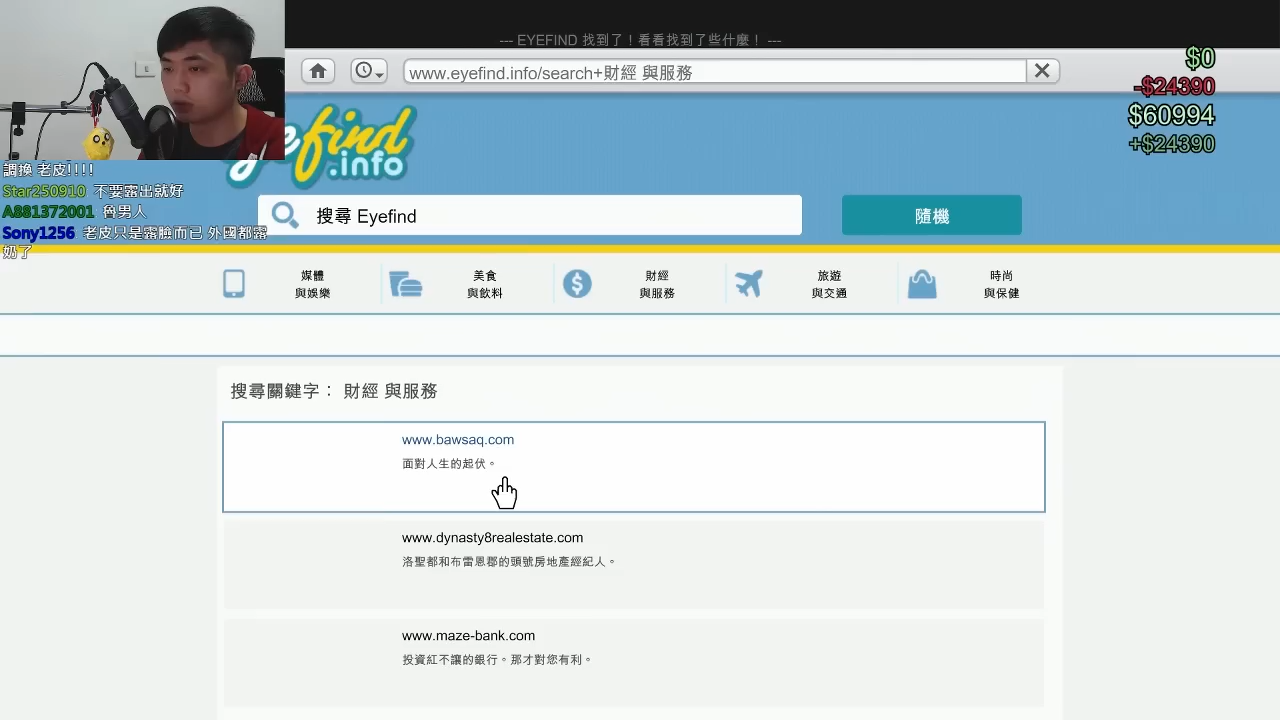 --- EYEFIND 找到了！看看找到了些什麼！ ---
www.eyefind.info/search+財經 與服務
$0
-$24390
$60994
+$24390
efind
.info
調換 老皮!!!!
Star250910 不要露出就好
A881372001 魯男人
Sony1256 老皮只是露臉而已 外國都露
奶了
搜尋 Eyefind
隨機
媒體
與娛樂
美食
與飲料
財經
與服務
旅遊
與交通
時尚
與保健
搜尋關鍵字： 財經 與服務
www.bawsaq.com
面對人生的起伏。
www.dynasty8realestate.com
洛聖都和布雷恩郡的頭號房地產經紀人。
www.maze-bank.com
投資紅不讓的銀行。那才對您有利。